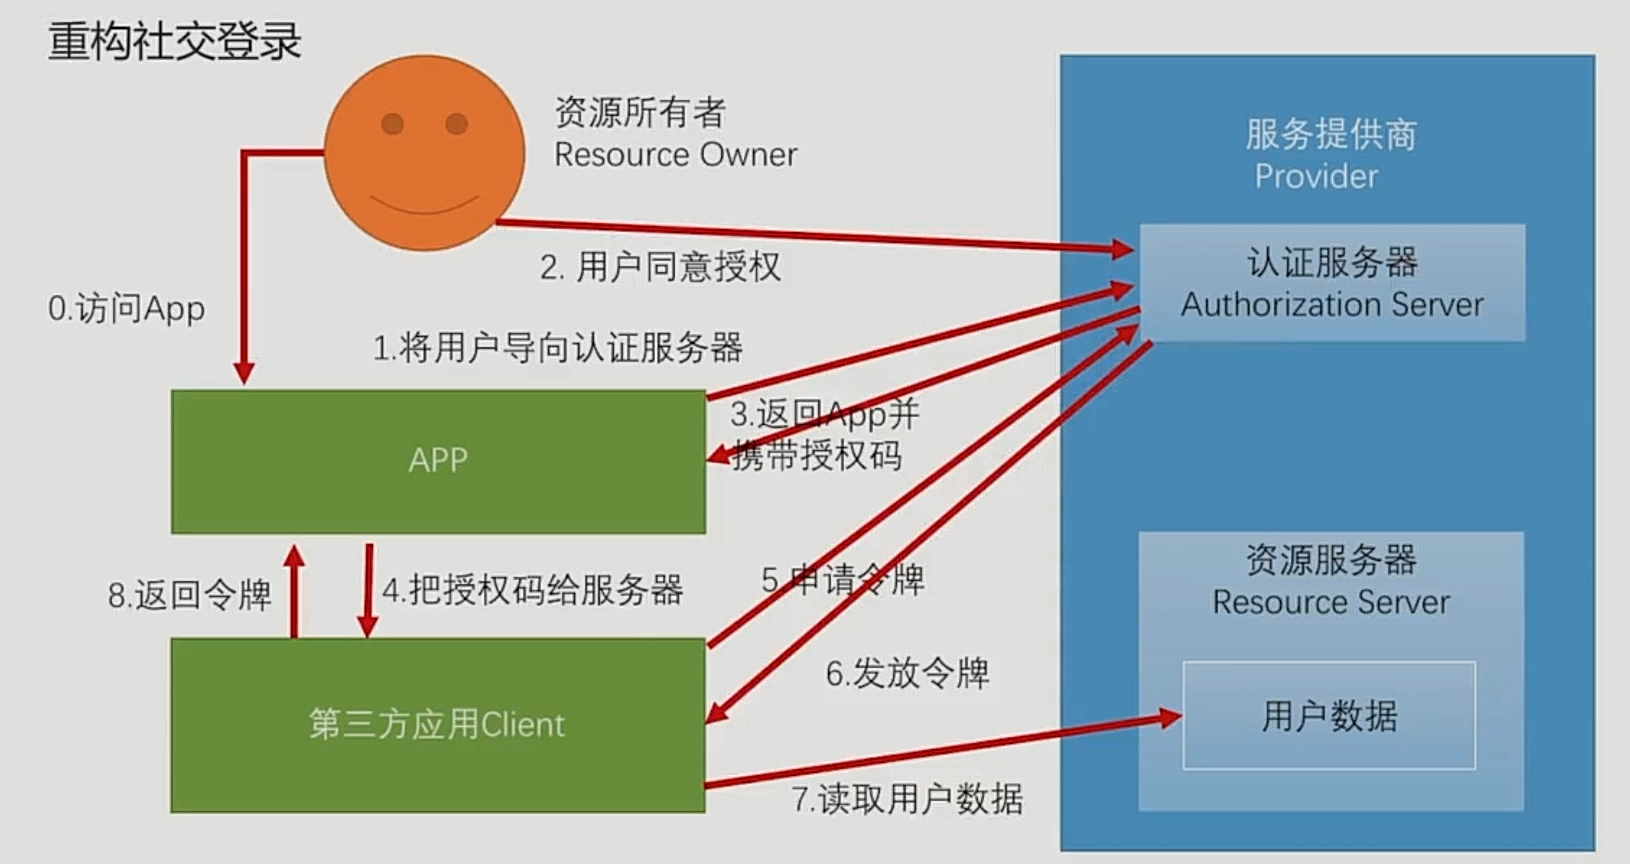 重构社交登录
资源所有者
Resource Owner
服务提供商
Provider
2. 用户同意授权
认证服务器
Authorization Server
0.访问App
1.将用户导向认证服务器
3.返回App并
携带授权码
APP
8.返回令牌
4.把授权码给服务器
5.申请令牌
资源服务器
Resource Server
6.发放令牌
第三方应用Client
用户数据
7.读取用户数据